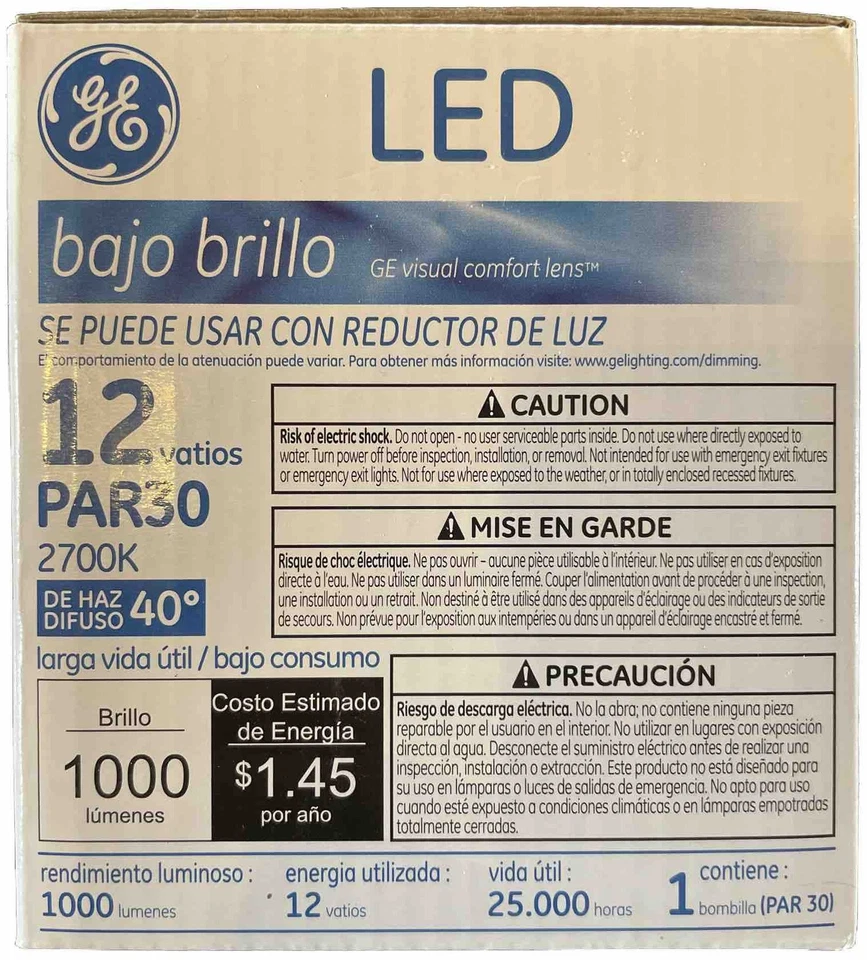 GE
LED
bajo brillo GE visual comfort lens™
SE PUEDE USAR CON REDUCTOR DE LUZ
El comportamiento de la atenuación puede variar. Para obtener más información visite: www.gelighting.com/dimming.
12 vatios
PAR30
2700K
DE HAZ
DIFUSO 40°
larga vida útil / bajo consumo
⚠ CAUTION
Risk of electric shock. Do not open - no user serviceable parts inside. Do not use where directly exposed to
water. Turn power off before inspection, installation, or removal. Not intended for use with emergency exit fixtures
or emergency exit lights. Not for use where exposed to the weather, or in totally enclosed recessed fixtures.
⚠ MISE EN GARDE
Risque de choc électrique. Ne pas ouvrir – aucune pièce utilisable à l'intérieur. Ne pas utiliser en cas d'exposition
directe à l'eau. Ne pas utiliser dans un luminaire fermé. Couper l'alimentation avant de procéder à une inspection,
une installation ou un retrait. Non destiné à être utilisé dans des appareils d'éclairage ou des indicateurs de sortie
de secours. Non prévue pour l'exposition aux intempéries ou dans un appareil d'éclairage encastré et fermé.
⚠ PRECAUCIÓN
Riesgo de descarga eléctrica. No la abra; no contiene ninguna pieza
reparable por el usuario en el interior. No utilizar en lugares con exposición
directa al agua. Desconecte el suministro eléctrico antes de realizar una
inspección, instalación o extracción. Este producto no está diseñado para
su uso en lámparas o luces de salidas de emergencia. No apto para uso
cuando esté expuesto a condiciones climáticas o en lámparas empotradas
totalmente cerradas.
Brillo
1000
lúmenes
Costo Estimado
de Energía
$1.45
por año
rendimiento luminoso :
1000 lumenes
energia utilizada :
12 vatios
vida útil :
25.000 horas
contiene :
1 bombilla (PAR 30)